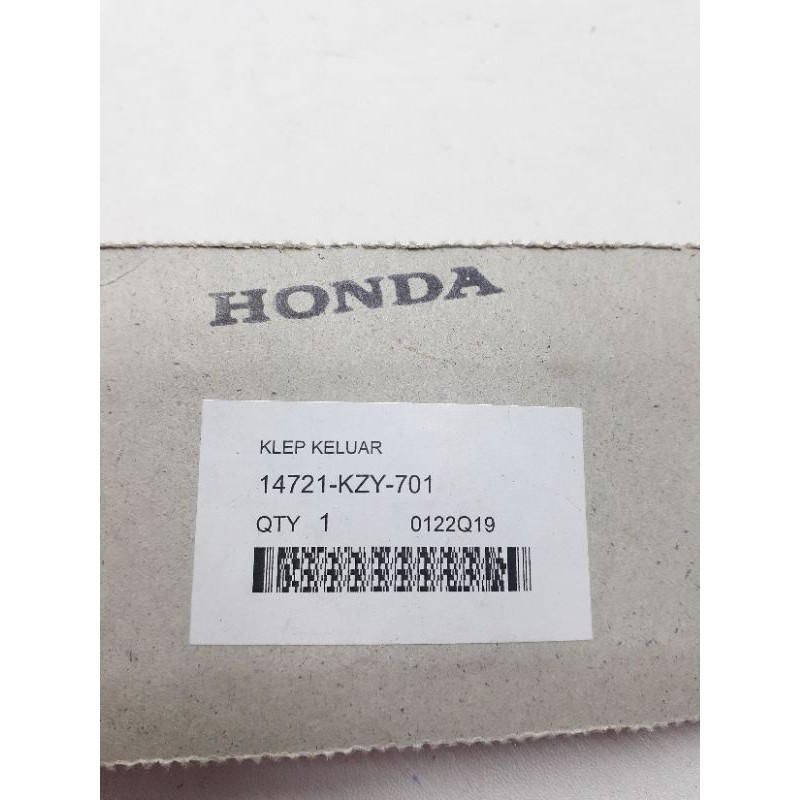 HONDA
KLEP KELUAR
14721-KZY-701
QTY 1 0122Q19